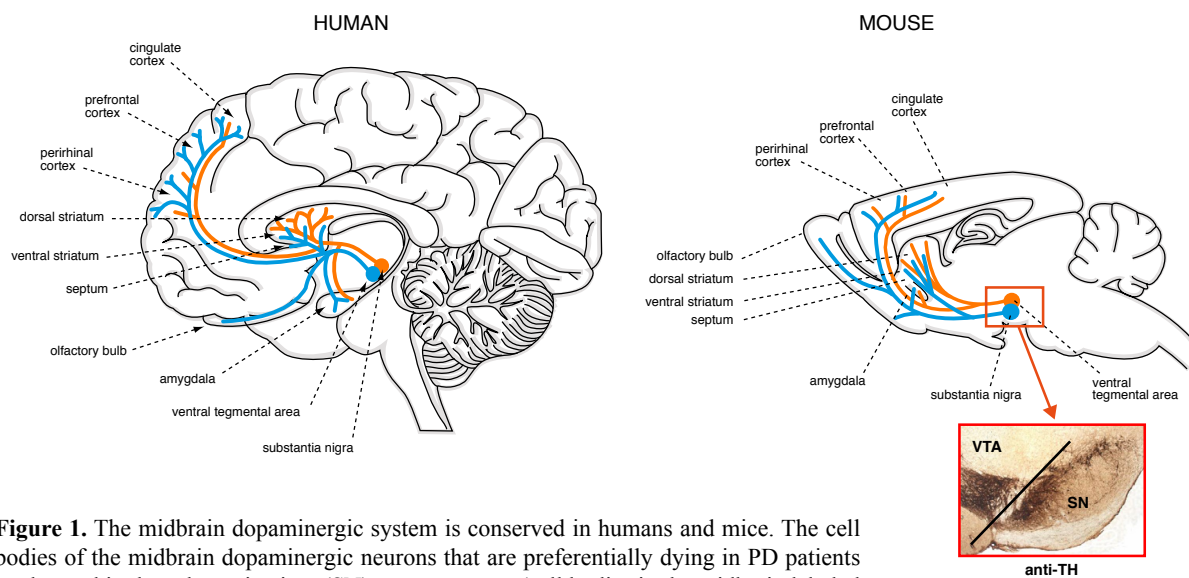 HUMAN
cingulate
cortex
prefrontal
cortex
perirhinal
cortex
dorsal striatum
ventral striatum
septum
olfactory bulb
amygdala
ventral tegmental area
substantia nigra
MOUSE
cingulate
cortex
prefrontal
cortex
perirhinal
cortex
olfactory bulb
dorsal striatum
ventral striatum
septum
amygdala
substantia nigra
ventral
tegmental area
VTA
SN
anti-TH
Figure 1. The midbrain dopaminergic system is conserved in humans and mice. The cell
bodies of the midbrain dopaminergic neurons that are preferentially dying in PD patients